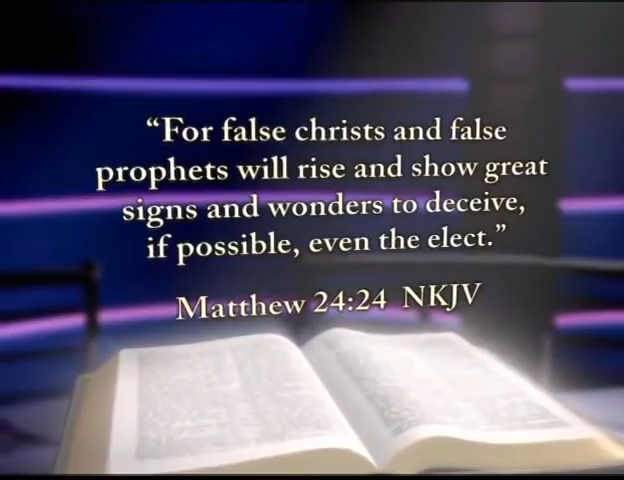 “For false christs and false
prophets will rise and show great
signs and wonders to deceive,
if possible, even the elect.”
Matthew 24:24 NKJV